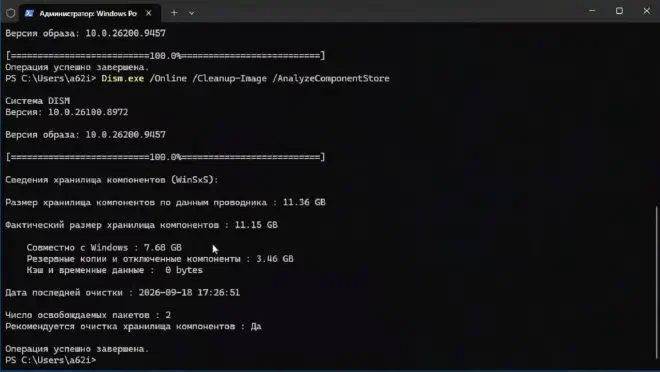 Администратор: Windows Po
Версия образа: 10.0.26200.9457
[==========================100.0%==========================]
Операция успешно завершена.
PS C:\Users\a62i> Dism.exe /Online /Cleanup-Image /AnalyzeComponentStore
Cистема DISM
Версия: 10.0.26100.8972
Версия образа: 10.0.26200.9457
[==========================100.0%==========================]
Сведения хранилища компонентов (WinSxS):
Размер хранилища компонентов по данным проводника : 11.36 GB
Фактический размер хранилища компонентов : 11.15 GB
Совместно с Windows : 7.68 GB
Резервные копии и отключенные компоненты : 3.46 GB
Кэш и временные данные :  0 bytes
Дата последней очистки : 2026-09-18 17:26:51
Число освобождаемых пакетов : 2
Рекомендуется очистка хранилища компонентов : Да
Операция успешно завершена.
PS C:\Users\a62i>